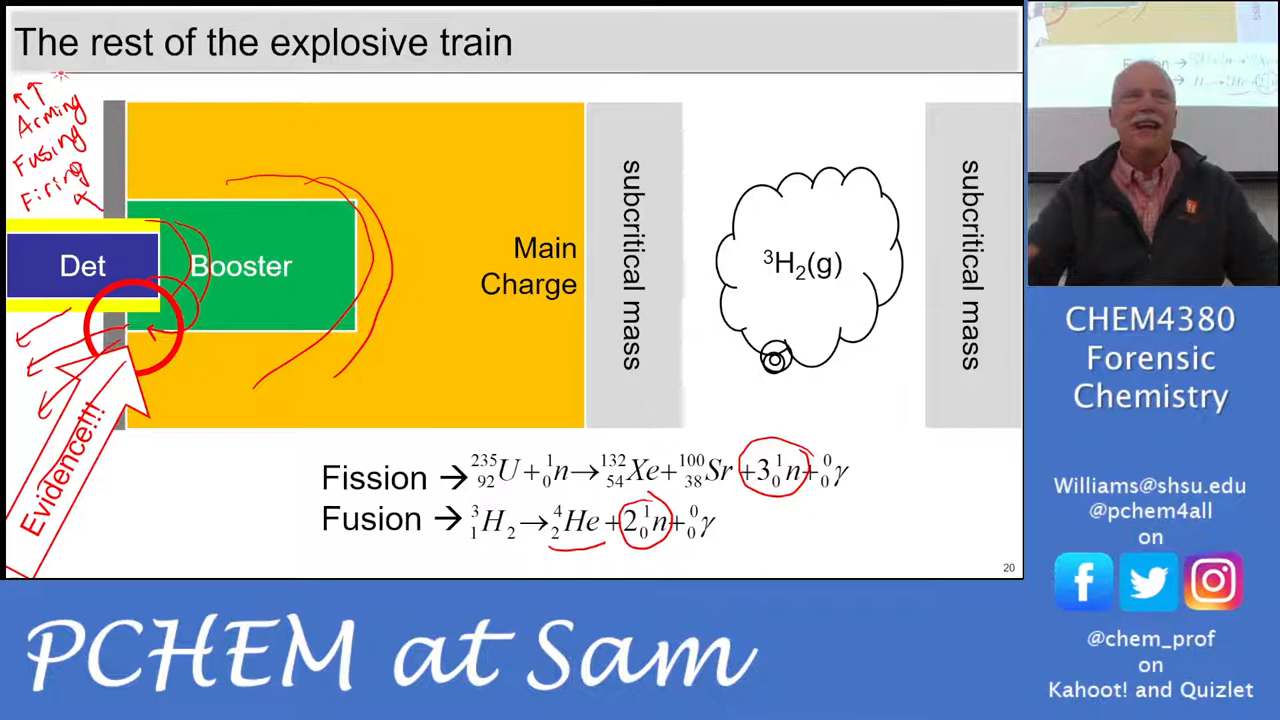 The rest of the explosive train
Arming
Fusing
Firing
Det
Booster
Main
Charge
subcritical mass
³H₂(g)
subcritical mass
Evidence!!!
Fission → ²³⁵₉₂U + ¹₀n → ¹³²₅₄Xe + ¹⁰⁰₃₈Sr + 3¹₀n + ⁰₀γ
Fusion → ³₁H₂ → ⁴₂He + 2¹₀n + ⁰₀γ
20
CHEM4380
Forensic
Chemistry
Williams@shsu.edu
@pchem4all
on
@chem_prof
on
Kahoot! and Quizlet
PCHEM at Sam